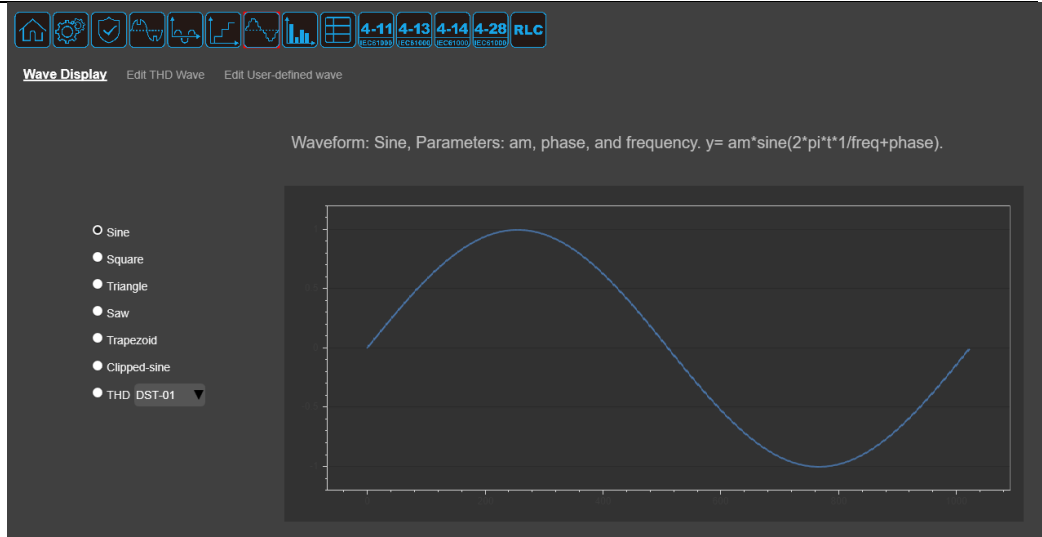 4-11 4-13 4-14 4-28 RLC
IEC61000 IEC61000 IEC61000 IEC61000
Wave Display Edit THD Wave Edit User-defined wave
Waveform: Sine, Parameters: am, phase, and frequency. y= am*sine(2*pi*t*1/freq+phase).
Sine
Square
Triangle
Saw
Trapezoid
Clipped-sine
THD DST-01